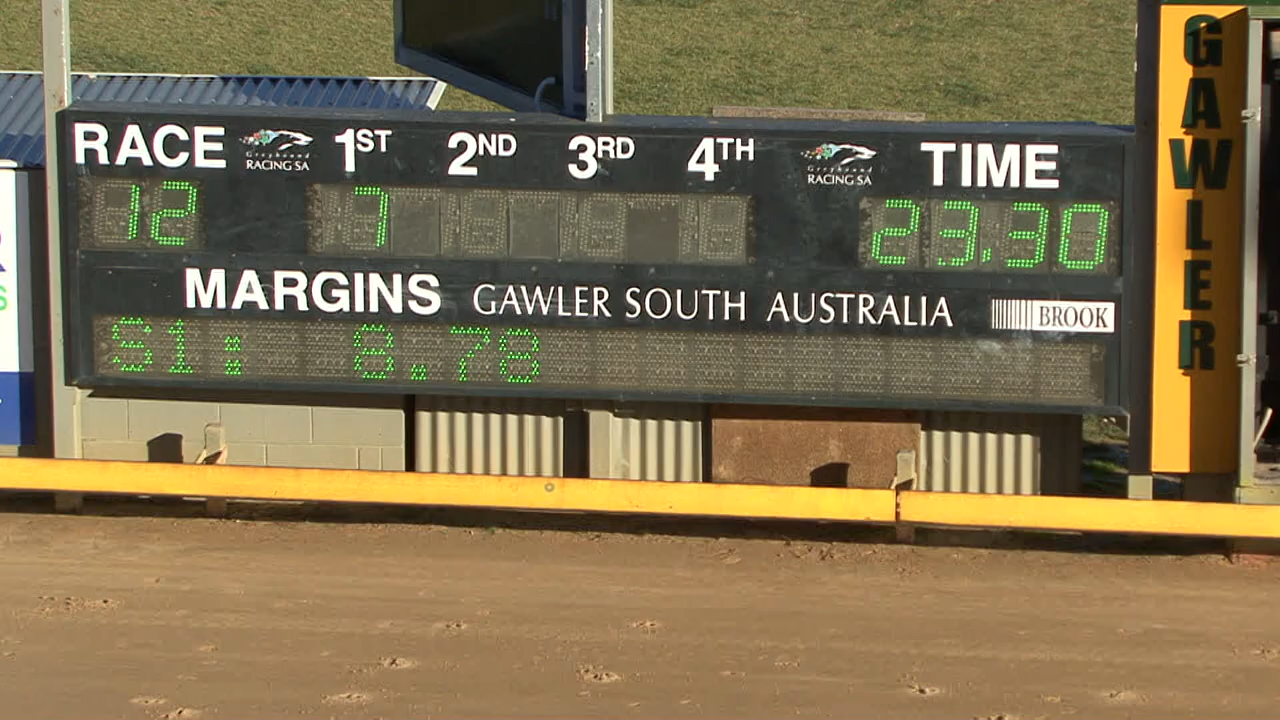 RACE 1ST 2ND 3RD 4TH TIME
Greyhound RACING SA
Greyhound RACING SA
12 7 23.30
MARGINS GAWLER SOUTH AUSTRALIA BROOK
S1: 8.78
GAWLER